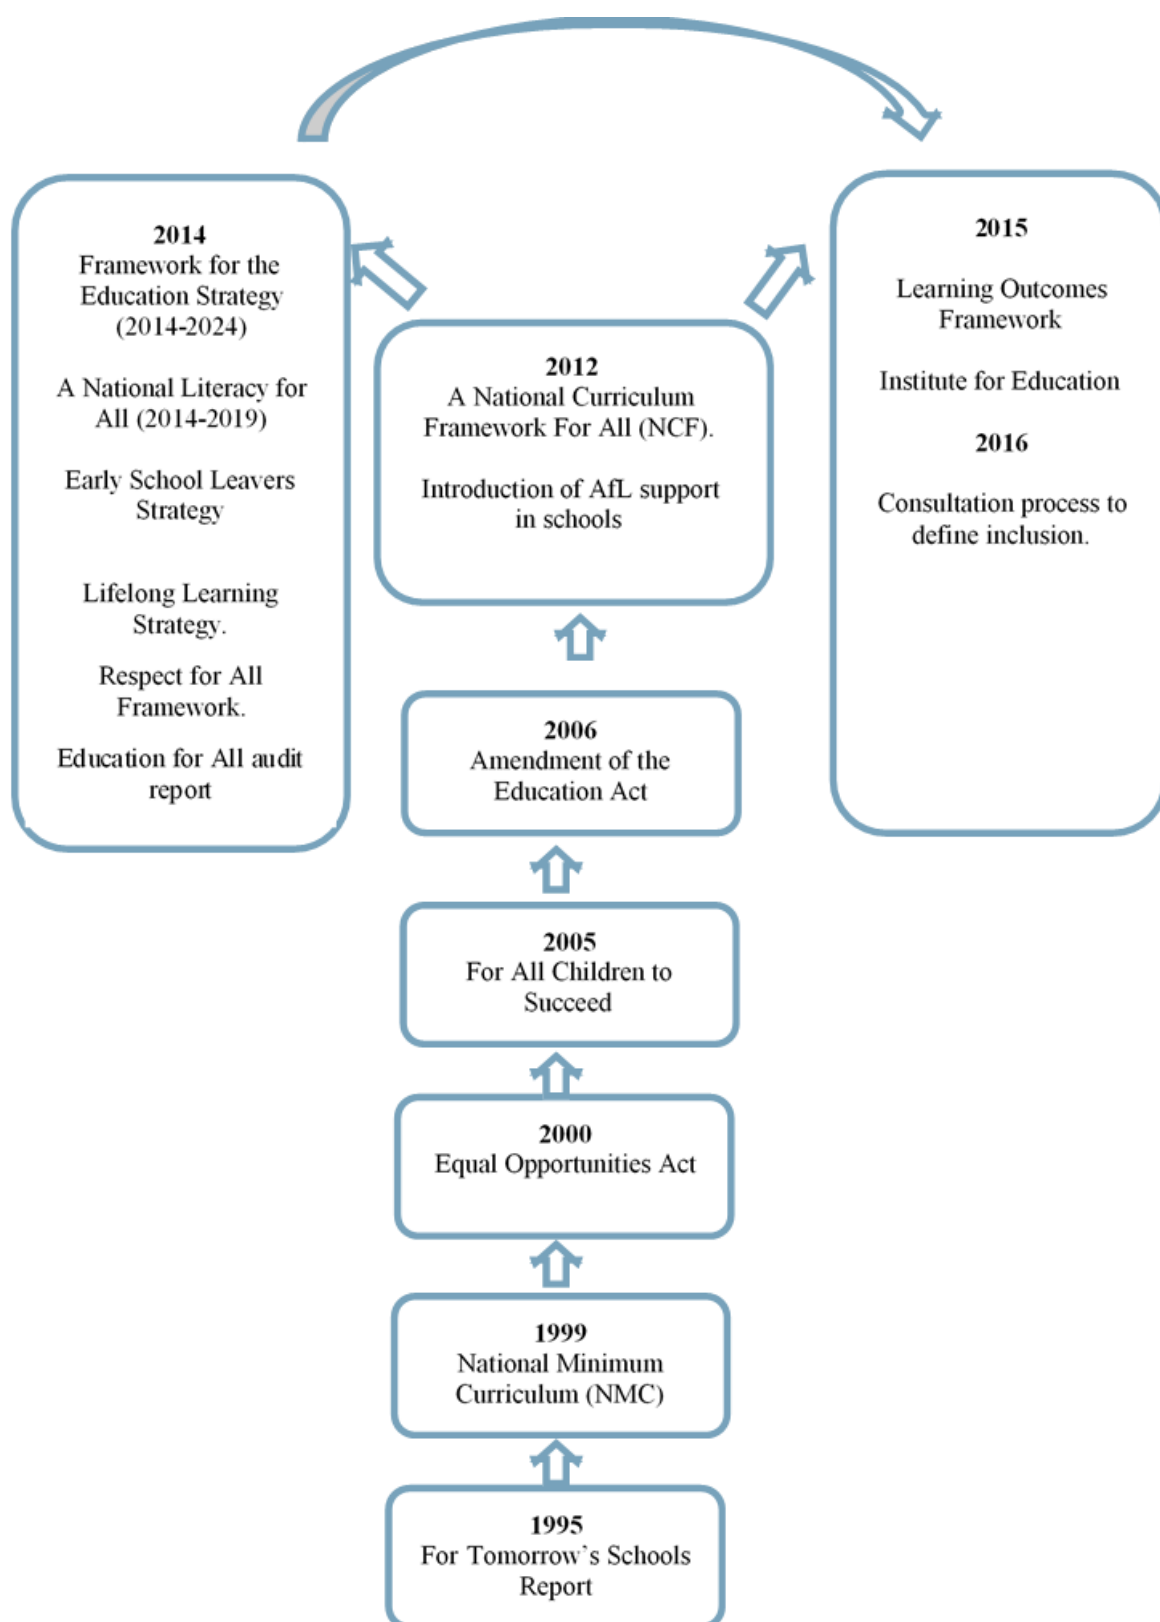 2014
Framework for the
Education Strategy
(2014-2024)
A National Literacy for
All (2014-2019)
Early School Leavers
Strategy
Lifelong Learning
Strategy.
Respect for All
Framework.
Education for All audit
report
2012
A National Curriculum
Framework For All (NCF).
Introduction of AfL support
in schools
2015
Learning Outcomes
Framework
Institute for Education
2016
Consultation process to
define inclusion.
2006
Amendment of the
Education Act
2005
For All Children to
Succeed
2000
Equal Opportunities Act
1999
National Minimum
Curriculum (NMC)
1995
For Tomorrow’s Schools
Report